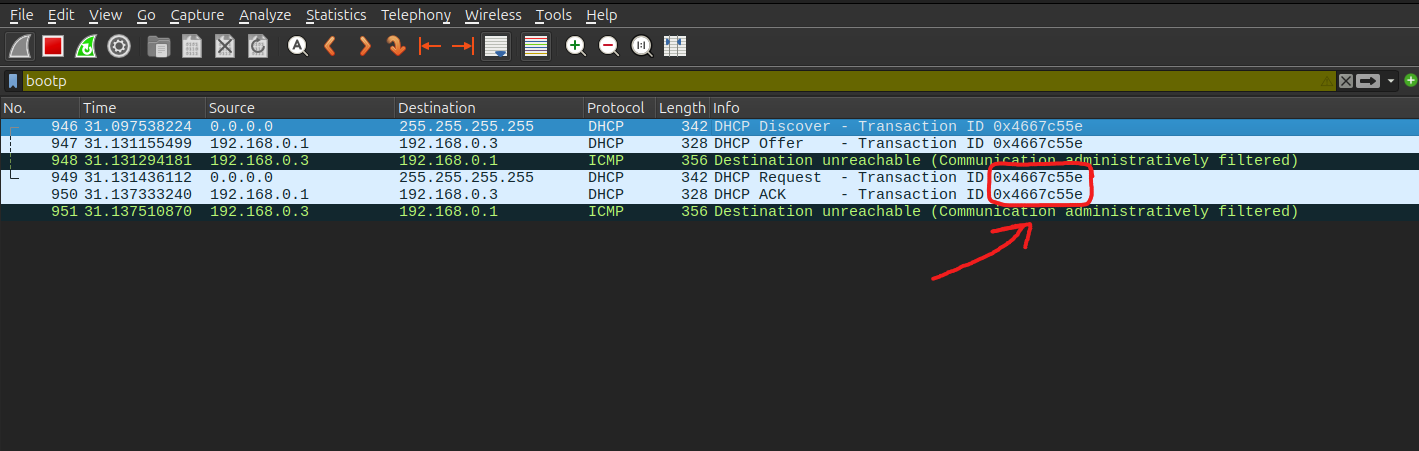 File Edit View Go Capture Analyze Statistics Telephony Wireless Tools Help
bootp
No. Time Source Destination Protocol Length Info
946 31.097538224 0.0.0.0 255.255.255.255 DHCP 342 DHCP Discover - Transaction ID 0x4667c55e
947 31.131155499 192.168.0.1 192.168.0.3 DHCP 328 DHCP Offer - Transaction ID 0x4667c55e
948 31.131294181 192.168.0.3 192.168.0.1 ICMP 356 Destination unreachable (Communication administratively filtered)
949 31.131436112 0.0.0.0 255.255.255.255 DHCP 342 DHCP Request - Transaction ID 0x4667c55e
950 31.137333240 192.168.0.1 192.168.0.3 DHCP 328 DHCP ACK - Transaction ID 0x4667c55e
951 31.137510870 192.168.0.3 192.168.0.1 ICMP 356 Destination unreachable (Communication administratively filtered)